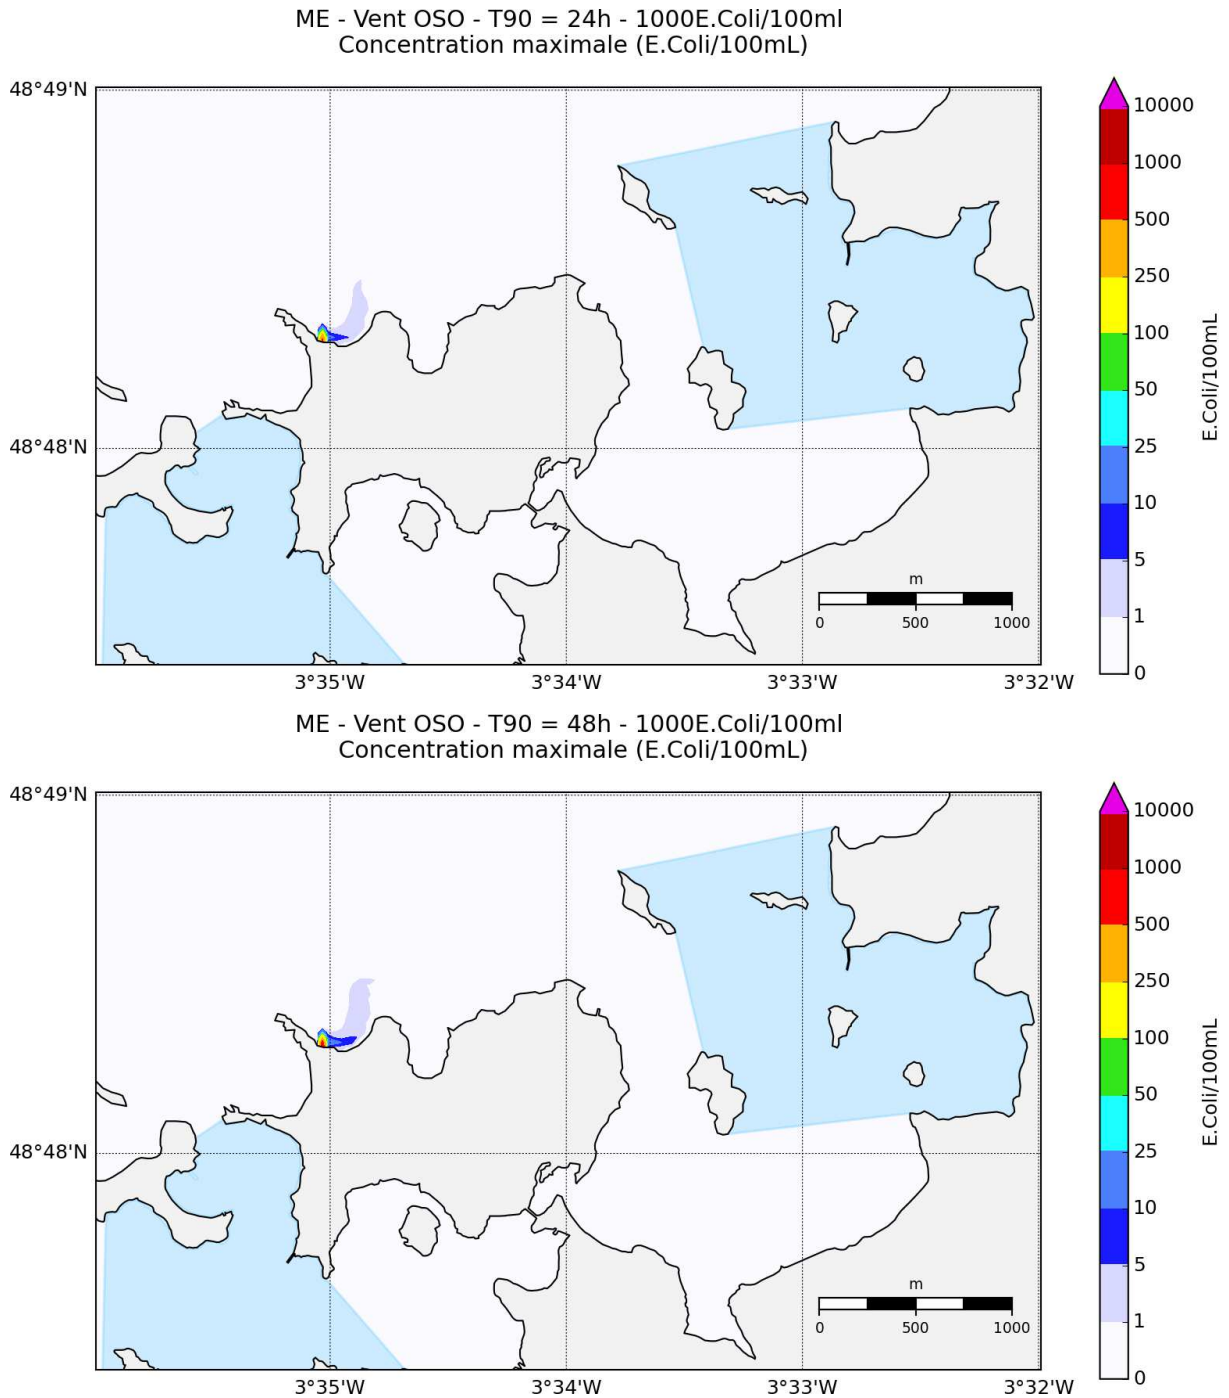 ME - Vent OSO - T90 = 24h - 1000E.Coli/100ml
Concentration maximale (E.Coli/100mL)
48°49'N
48°48'N
3°35'W
3°34'W
3°33'W
3°32'W
m
0
500
1000
10000
1000
500
250
100
50
25
10
5
1
0
E.Coli/100mL
ME - Vent OSO - T90 = 48h - 1000E.Coli/100ml
Concentration maximale (E.Coli/100mL)
48°49'N
48°48'N
3°35'W
3°34'W
3°33'W
3°32'W
m
0
500
1000
10000
1000
500
250
100
50
25
10
5
1
0
E.Coli/100mL